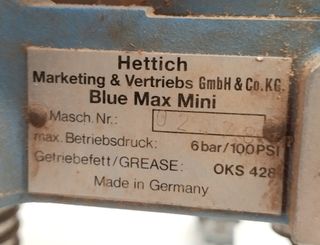 Hettich
Marketing & Vertriebs GmbH & Co.KG.
Blue Max Mini
Masch. Nr.:
max. Betriebsdruck: 6bar/100PSI
Getriebefett/GREASE: OKS 428
Made in Germany